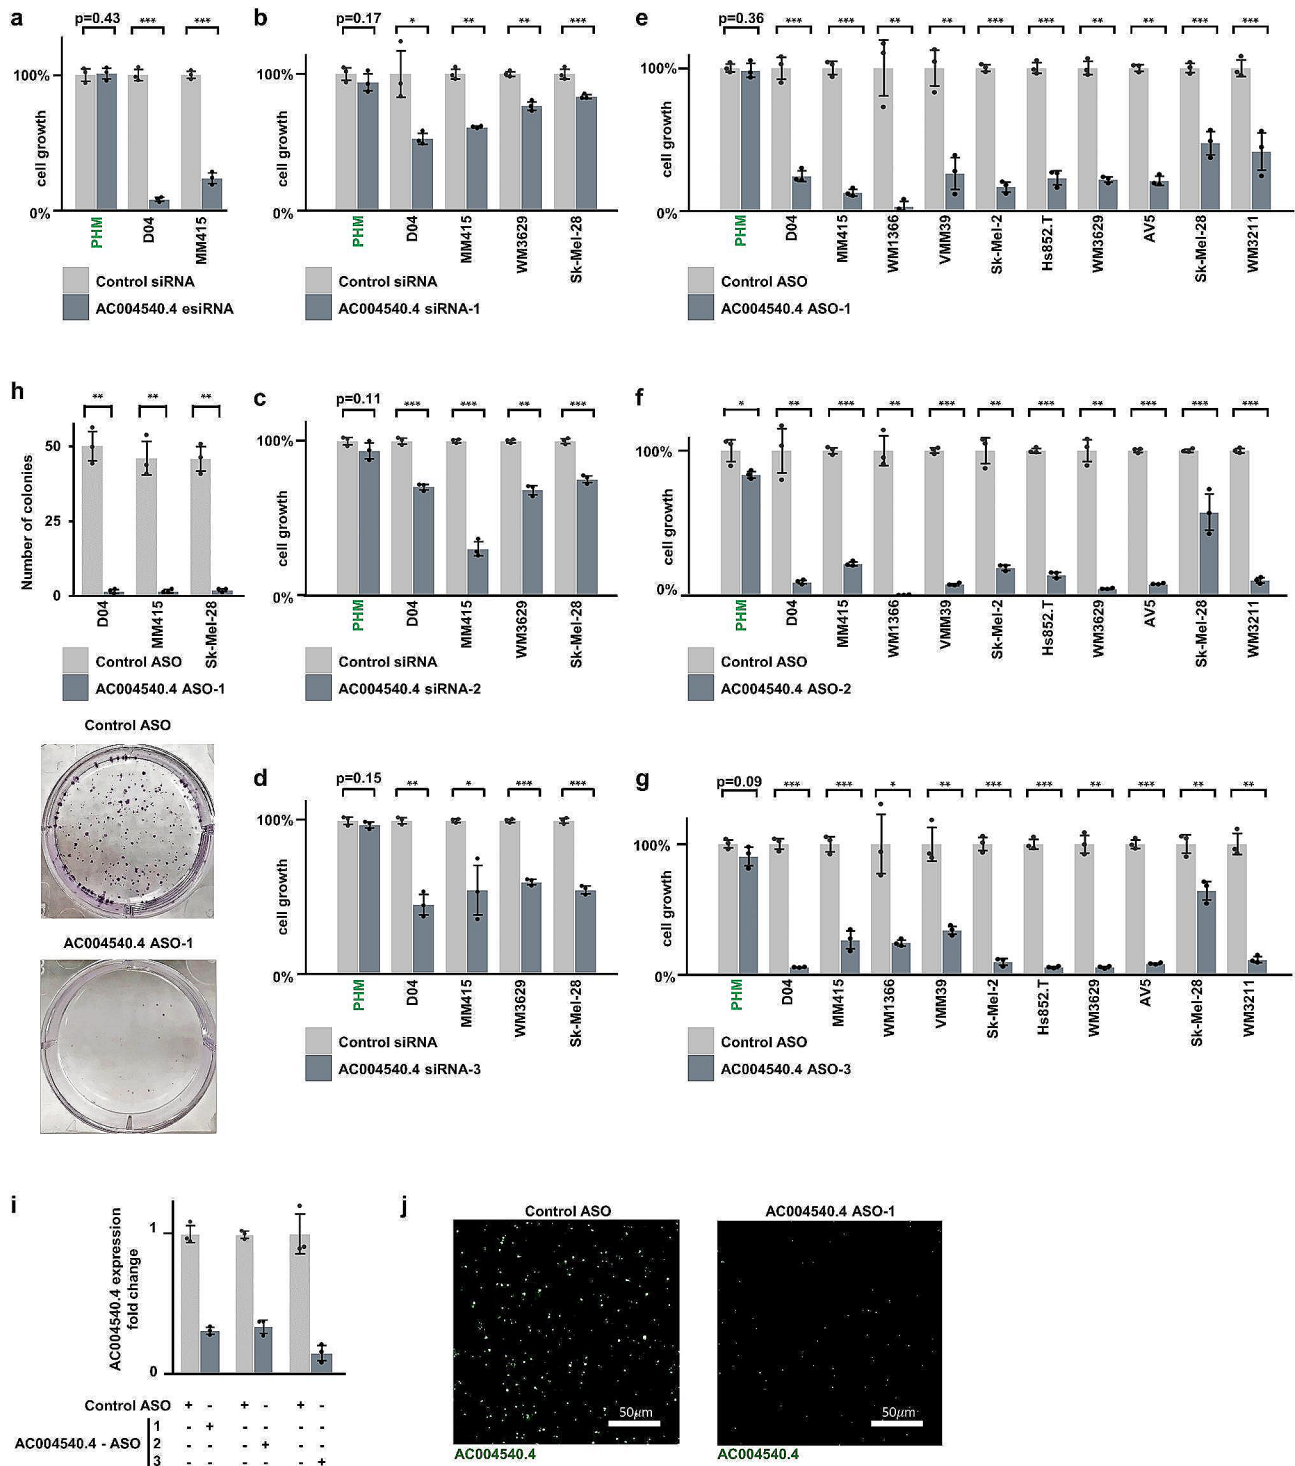 a
p=0.43 *** ***
100%
cell growth
0%
PHM D04 MM415
Control siRNA
AC004540.4 esiRNA
b
p=0.17 * ** ** ***
100%
cell growth
0%
PHM D04 MM415 WM3629 Sk-Mel-28
Control siRNA
AC004540.4 siRNA-1
e
p=0.36 *** *** ** ** *** *** ** ** *** ***
100%
cell growth
0%
PHM D04 MM415 WM1366 VMM39 Sk-Mel-2 Hs852.T WM3629 AV5 Sk-Mel-28 WM3211
Control ASO
AC004540.4 ASO-1
h
** ** **
50
25
0
Number of colonies
D04 MM415 Sk-Mel-28
Control ASO
AC004540.4 ASO-1
Control ASO
AC004540.4 ASO-1
c
p=0.11 *** *** ** ***
100%
cell growth
0%
PHM D04 MM415 WM3629 Sk-Mel-28
Control siRNA
AC004540.4 siRNA-2
f
* ** *** ** *** ** *** ** *** *** ***
100%
cell growth
0%
PHM D04 MM415 WM1366 VMM39 Sk-Mel-2 Hs852.T WM3629 AV5 Sk-Mel-28 WM3211
Control ASO
AC004540.4 ASO-2
d
p=0.15 ** * *** ***
100%
cell growth
0%
PHM D04 MM415 WM3629 Sk-Mel-28
Control siRNA
AC004540.4 siRNA-3
g
p=0.09 *** *** * ** *** *** ** *** ** **
100%
cell growth
0%
PHM D04 MM415 WM1366 VMM39 Sk-Mel-2 Hs852.T WM3629 AV5 Sk-Mel-28 WM3211
Control ASO
AC004540.4 ASO-3
i
AC004540.4 expression
fold change
1
0
Control ASO + - + - + -
AC004540.4 - ASO
1 - + - - - -
2 - - - + - -
3 - - - - - +
j
Control ASO
50µm
AC004540.4
AC004540.4 ASO-1
50µm
AC004540.4